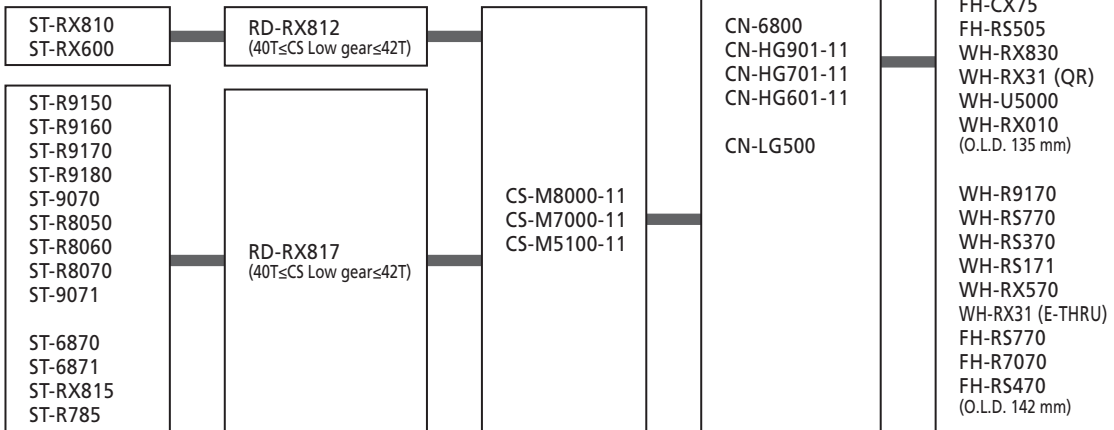 ST-RX810
ST-RX600
RD-RX812
(40T≤CS Low gear≤42T)
ST-R9150
ST-R9160
ST-R9170
ST-R9180
ST-9070
ST-R8050
ST-R8060
ST-R8070
ST-9071
ST-6870
ST-6871
ST-RX815
ST-R785
RD-RX817
(40T≤CS Low gear≤42T)
CS-M8000-11
CS-M7000-11
CS-M5100-11
CN-6800
CN-HG901-11
CN-HG701-11
CN-HG601-11
CN-LG500
FH-CX75
FH-RS505
WH-RX830
WH-RX31 (QR)
WH-U5000
WH-RX010
(O.L.D. 135 mm)
WH-R9170
WH-RS770
WH-RS370
WH-RS171
WH-RX570
WH-RX31 (E-THRU)
FH-RS770
FH-R7070
FH-RS470
(O.L.D. 142 mm)